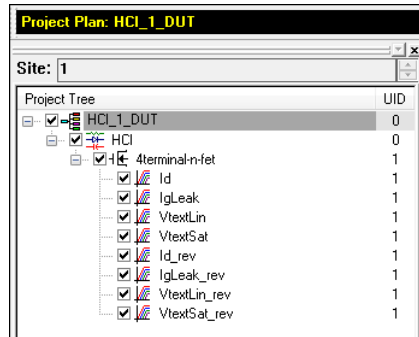 Project Plan: HCI_1_DUT
Site: 1
Project Tree UID
HCI_1_DUT 0
HCI 0
4terminal-n-fet 1
Id 1
IgLeak 1
VtextLin 1
VtextSat 1
Id_rev 1
IgLeak_rev 1
VtextLin_rev 1
VtextSat_rev 1